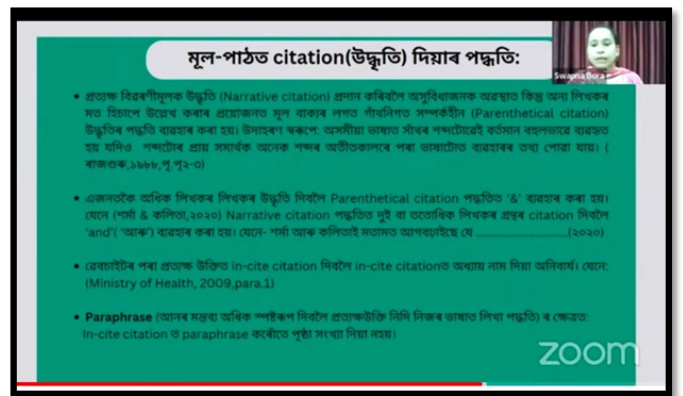 মূল-পাঠত citation(উদ্ধৃতি) দিয়াৰ পদ্ধতি:
Swapna Bora
• প্ৰত্যক্ষ বিৱৰণীমূলক উদ্ধৃতি (Narrative citation) প্ৰদান কৰিবলৈ অসুবিধাজনক অৱস্থাত কিন্তু অন্য লিখকৰ
মত হিচাপে উল্লেখ কৰাৰ প্ৰয়োজনত মূল বাক্যৰ লগত গাঁথনিগত সম্পৰ্কহীন (Parenthetical citation)
উদ্ধৃতিৰ পদ্ধতি ব্যৱহাৰ কৰা হয়। উদাহৰণ স্বৰূপে: অসমীয়া ভাষাত সাঁথৰ শব্দটোৱেই বৰ্তমান বহুলভাৱে ব্যৱহৃত
হয় যদিও শব্দটোৰ প্ৰায় সমাৰ্থক অনেক শব্দৰ অতীতকালৰে পৰা ভাষাটোত ব্যৱহাৰৰ তথ্য পোৱা যায়। (
ৰাজগুৰু,১৯৮৮,পৃ.পৃ২-৩)
• এজনতকৈ অধিক লিখকৰ লিখকৰ উদ্ধৃতি দিবলৈ Parenthetical citation পদ্ধতিত ‘&’ ব্যৱহাৰ কৰা হয়।
যেনে (শৰ্মা & কলিতা,২০২০) Narrative citation পদ্ধতিত দুই বা ততোধিক লিখকৰ গ্ৰন্থৰ citation দিবলৈ
‘and’( ‘আৰু’) ব্যৱহাৰ কৰা হয়। যেনে- শৰ্মা আৰু কলিতাই মতামত আগবঢ়াইছে যে ..............................(২০২০)
• ৱেবচাইটৰ পৰা প্ৰত্যক্ষ উক্তিত in-cite citation দিবলৈ in-cite citationত অধ্যায় নাম দিয়া অনিবাৰ্য। যেনে:
(Ministry of Health, 2009,para.1)
• Paraphrase (আনৰ মন্তব্য অধিক স্পষ্টৰূপ দিবলৈ প্ৰত্যক্ষউক্তি নিদি নিজৰ ভাষাত লিখা পদ্ধতি) ৰ ক্ষেত্ৰত:
In-cite citation ত paraphrase কৰোঁতে পৃষ্ঠা সংখ্যা দিয়া নহয়।
zoom